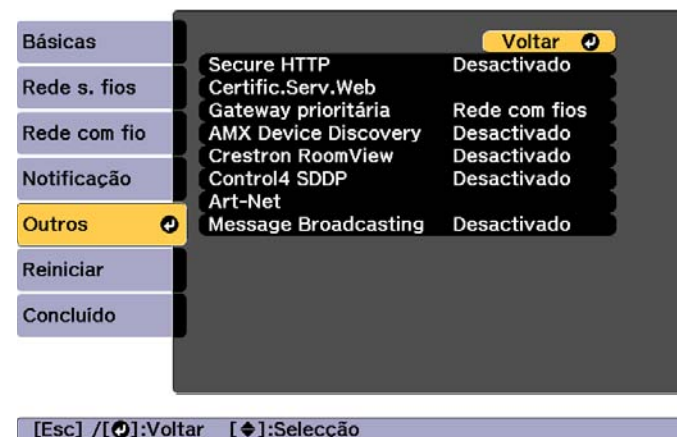 Básicas
Rede s. fios
Rede com fio
Notificação
Outros
Reiniciar
Concluído
Voltar
Secure HTTP Desactivado
Certific.Serv.Web
Gateway prioritária Rede com fios
AMX Device Discovery Desactivado
Crestron RoomView Desactivado
Control4 SDDP Desactivado
Art-Net
Message Broadcasting Desactivado
[Esc] /[]:Voltar []:Selecção